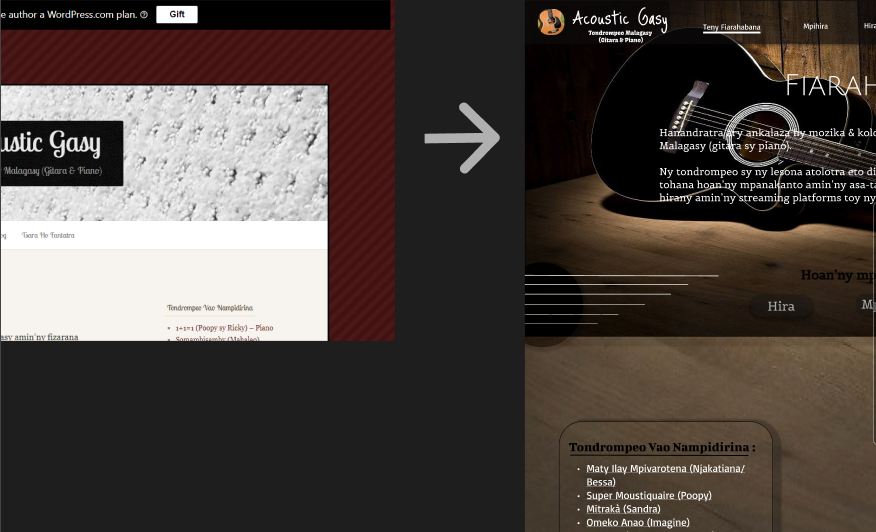 e author a WordPress.com plan. Gift
ustic Gasy
Malagasy (Gitara & Piano)
og Tsara Ho Fantatra
Tondrompeo Vao Nampidirina
1+1=1 (Poopy sy Ricky) – Piano
Somambisamby (Mahaleo)
asy amin'ny fizarana
Acoustic Gasy
Tondrompeo Malagasy
(Gitara & Piano)
Teny Fiarahabana
Mpihira
Hira
FIARAH
Hanandratra ary ankalaza ny mozika & kolo
Malagasy (gitara sy piano).
Ny tondrompeo sy ny lesona atolotra eto di
tohana hoan'ny mpanakanto amin'ny asa-ta
hirany amin'ny streaming platforms toy ny
Hoan'ny mp
Hira
Mp
Tondrompeo Vao Nampidirina :
Maty Ilay Mpivarotena (Njakatiana/
Bessa)
Super Moustiquaire (Poopy)
Mitrakà (Sandra)
Omeko Anao (Imagine)